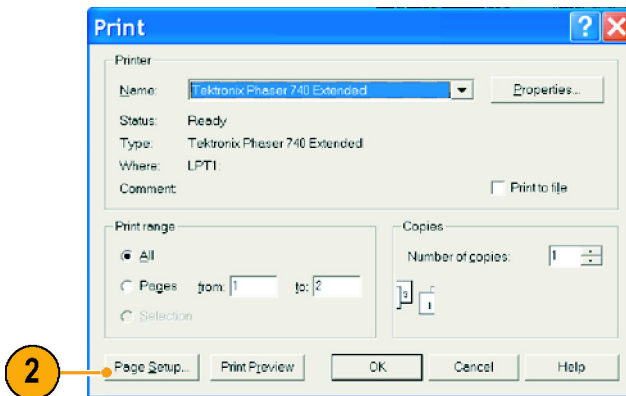 Print
Printer
Name: Tektronix Phaser 740 Extended Properties...
Status: Ready
Type: Tektronix Phaser 740 Extended
Where: LPT1:
Comment: Print to file
Print range
All
Pages from: 1 to: 2
Selection
Copies
Number of copies: 1
3
1
2
Page Setup... Print Preview OK Cancel Help